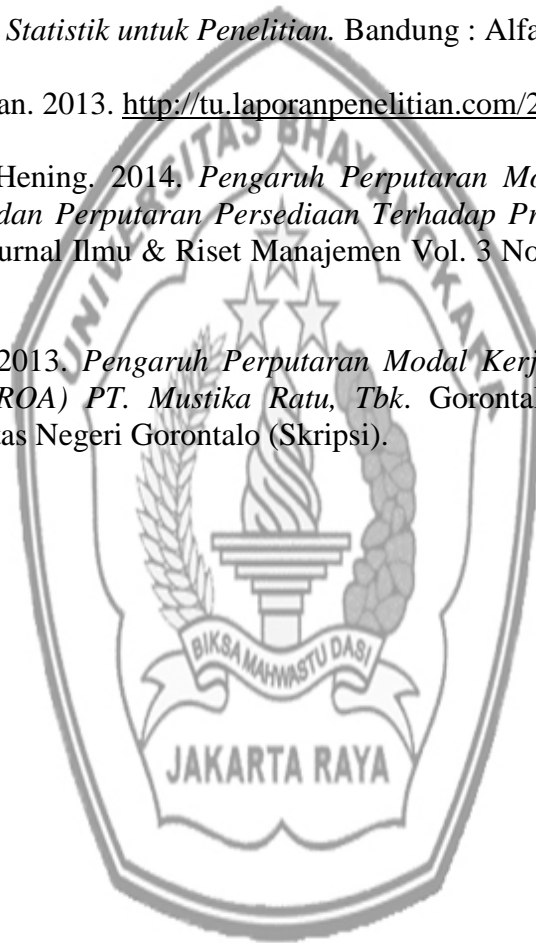 Statistik untuk Penelitian. Bandung : Alfa
an. 2013. http://tu.laporanpenelitian.com/2
Hening. 2014. Pengaruh Perputaran Mo
dan Perputaran Persediaan Terhadap Pr
urnal Ilmu & Riset Manajemen Vol. 3 No
2013. Pengaruh Perputaran Modal Kerj
ROA) PT. Mustika Ratu, Tbk. Gorontal
tas Negeri Gorontalo (Skripsi).
UNIVERSITAS BHAYANGKARA
BIKSA MAHWASTU DASI
JAKARTA RAYA